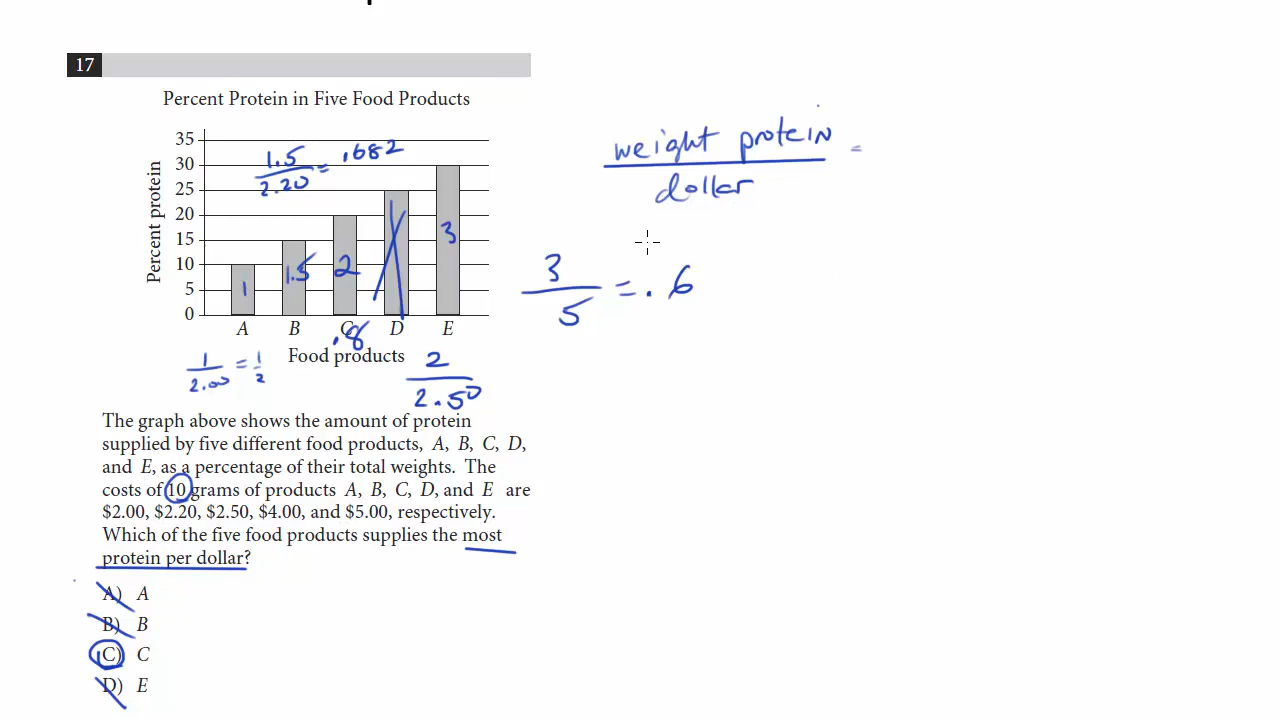 17
Percent Protein in Five Food Products
Percent protein
35
30
25
20
15
10
5
0
1.5
2.20
= .682
1
1.5
2
3
A B C D E
.8
Food products
1
2.00
= 1
2
2
2.50
weight protein
dollar
=
3
5
= .6
The graph above shows the amount of protein
supplied by five different food products, A, B, C, D,
and E, as a percentage of their total weights. The
costs of 10 grams of products A, B, C, D, and E are
$2.00, $2.20, $2.50, $4.00, and $5.00, respectively.
Which of the five food products supplies the most
protein per dollar?
A) A
B) B
C) C
D) E